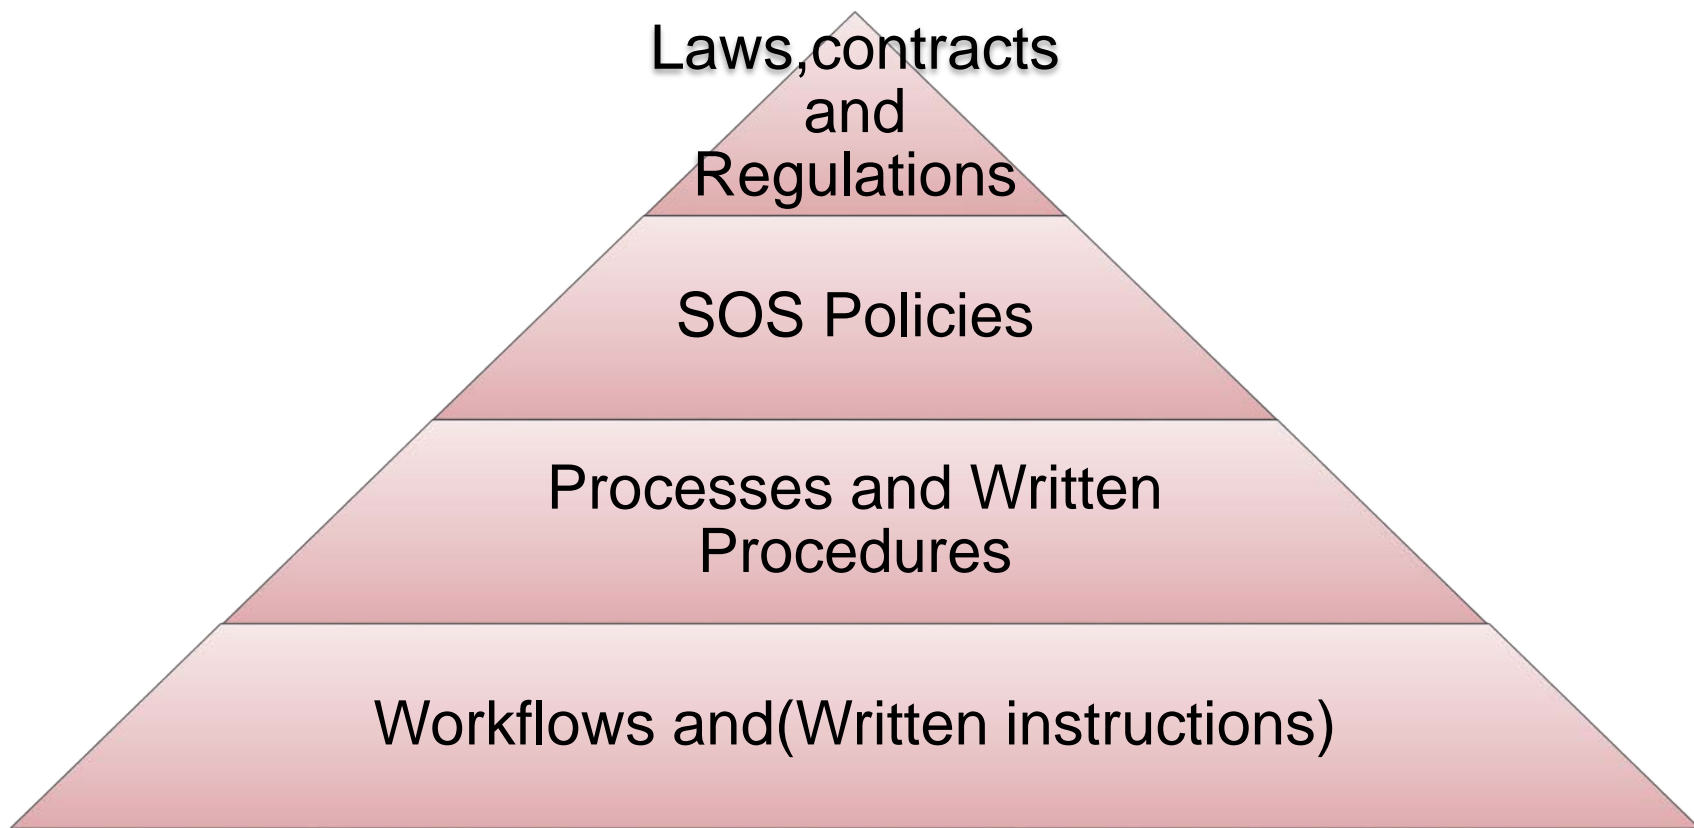 Laws,contracts
and
Regulations
SOS Policies
Processes and Written
Procedures
Workflows and(Written instructions)